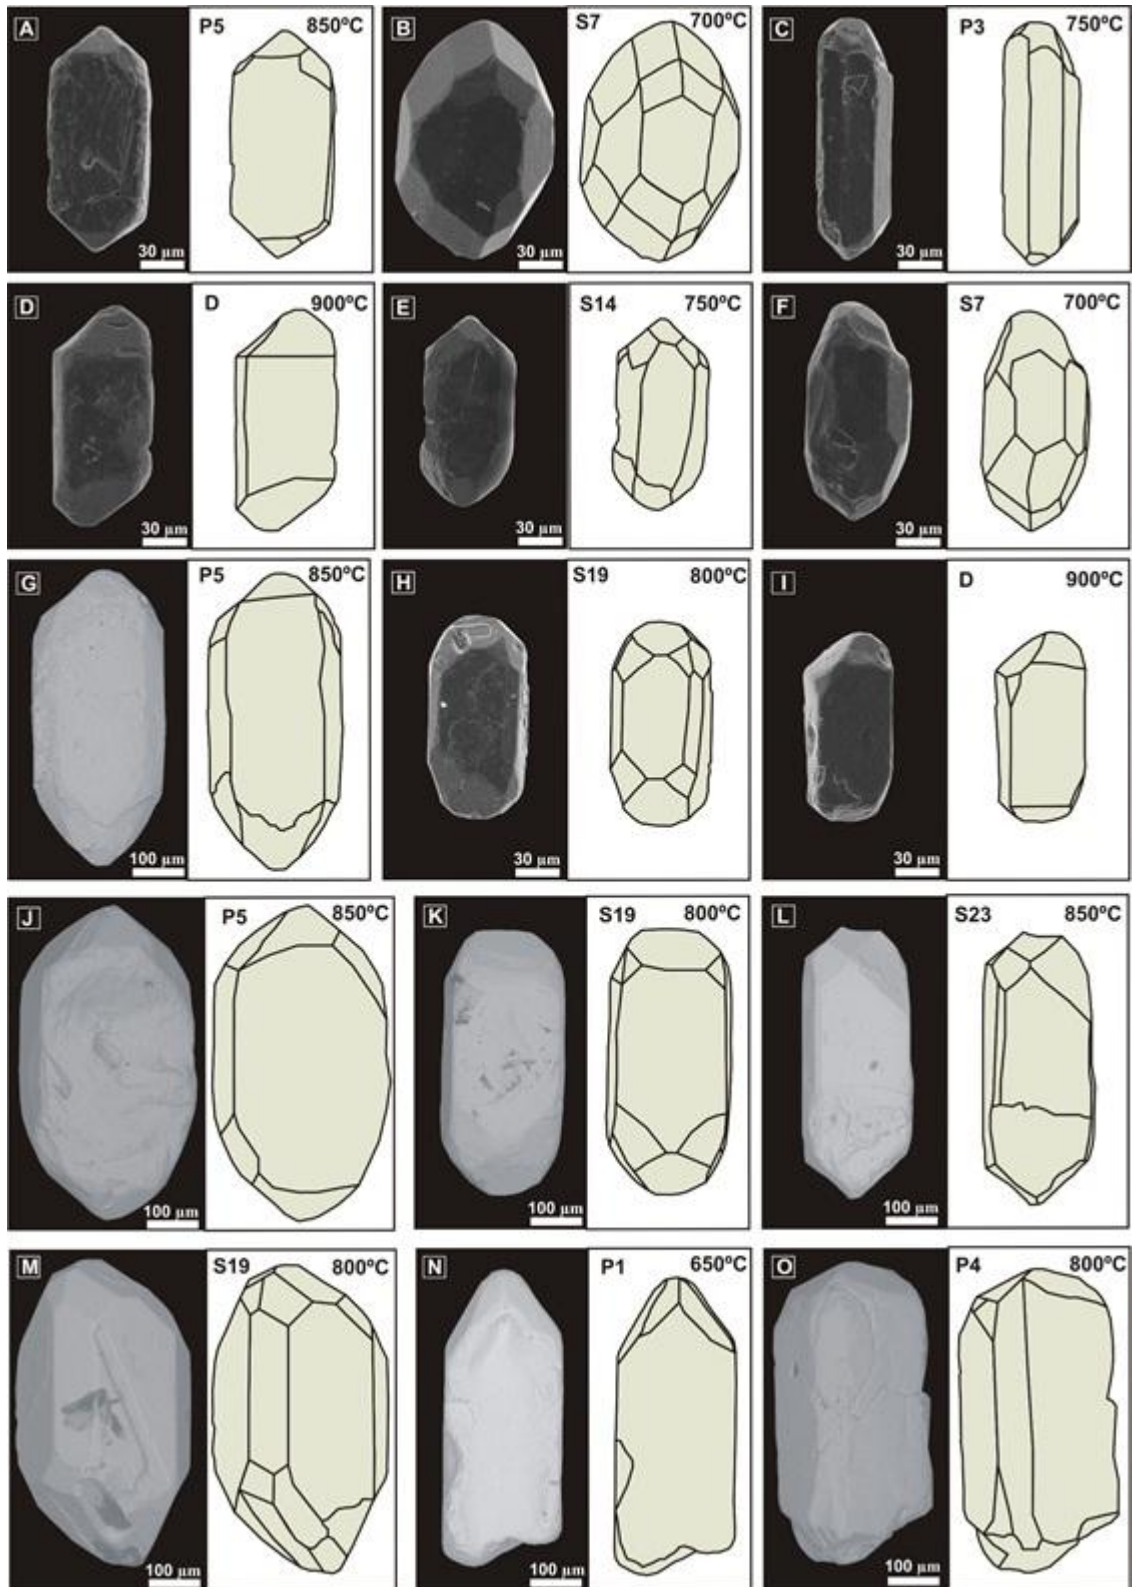 A P5 850ºC B S7 700ºC C P3 750ºC
30 µm 30 µm 30 µm
D D 900ºC E S14 750ºC F S7 700ºC
30 µm 30 µm 30 µm
G P5 850ºC H S19 800ºC I D 900ºC
100 µm 30 µm 30 µm
J P5 850ºC K S19 800ºC L S23 850ºC
100 µm 100 µm 100 µm
M S19 800ºC N P1 650ºC O P4 800ºC
100 µm 100 µm 100 µm